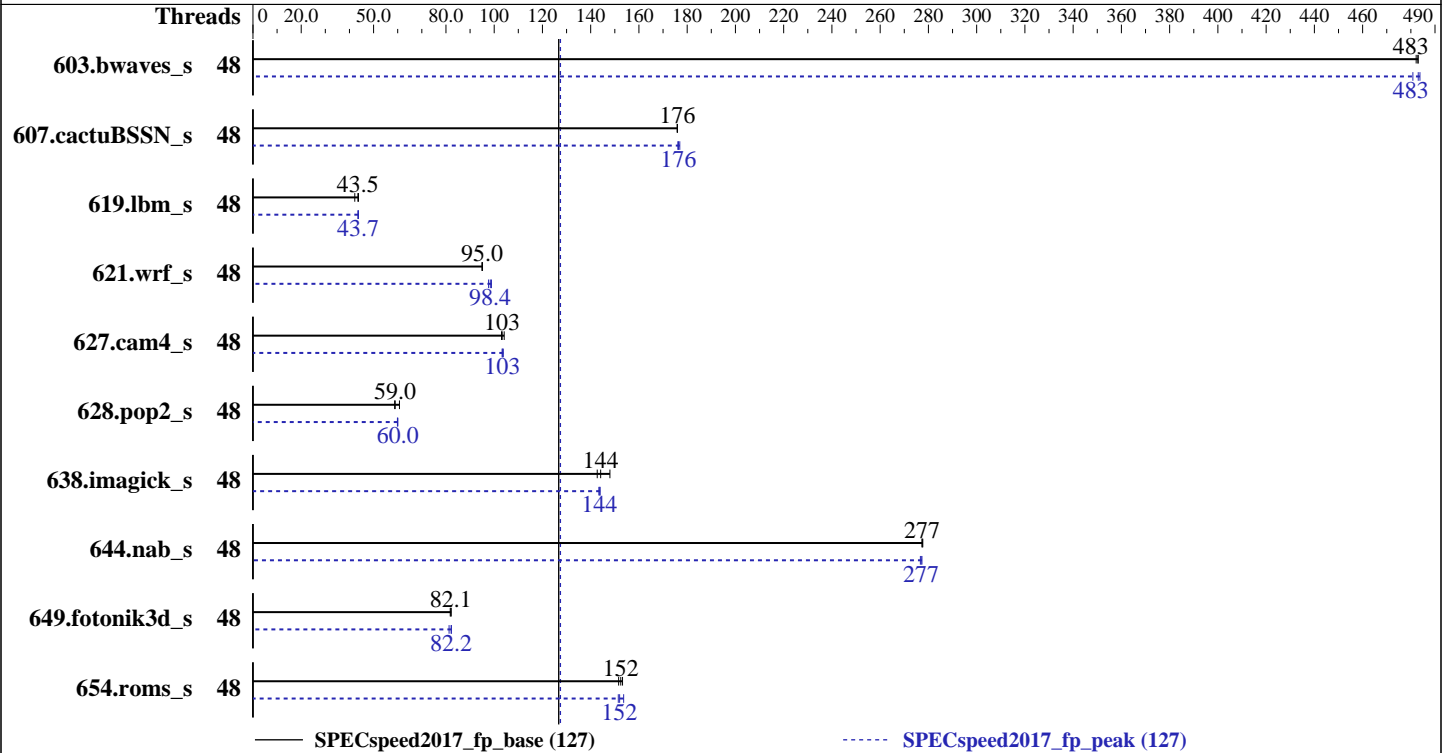 Threads 0 20.0 50.0 80.0 100 120 140 160 180 200 220 240 260 280 300 320 340 360 380 400 420 440 460 490
483
603.bwaves_s 48
483
176
607.cactuBSSN_s 48
176
43.5
619.lbm_s 48
43.7
95.0
621.wrf_s 48
98.4
103
627.cam4_s 48
103
59.0
628.pop2_s 48
60.0
144
638.imagick_s 48
144
277
644.nab_s 48
277
82.1
649.fotonik3d_s 48
82.2
152
654.roms_s 48
152
SPECspeed2017_fp_base (127) SPECspeed2017_fp_peak (127)